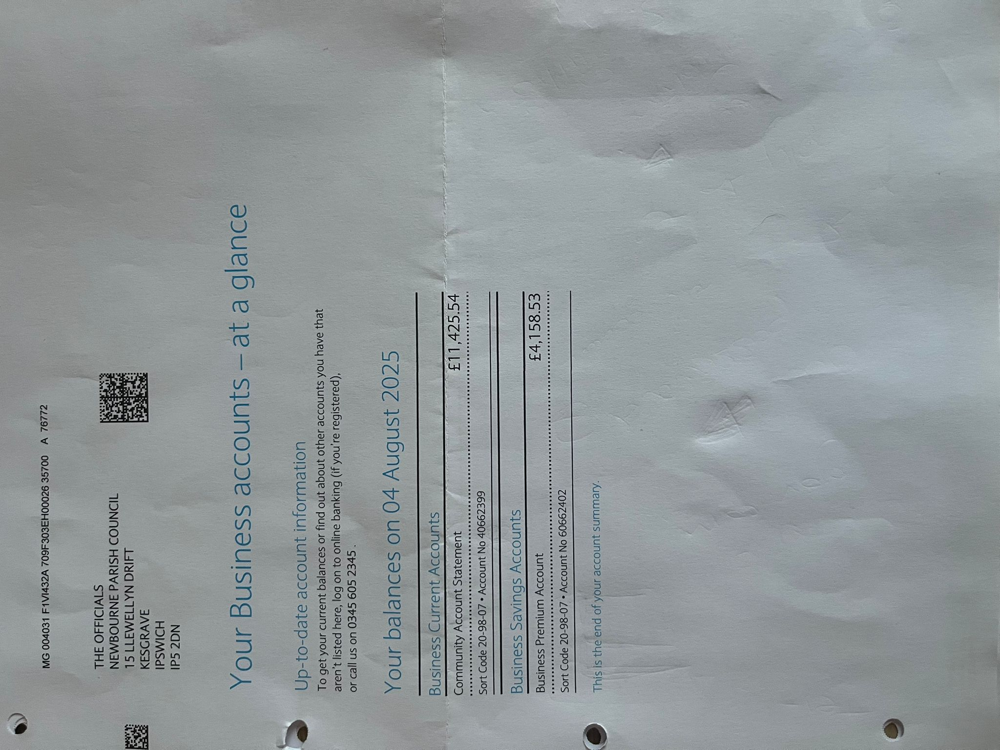 MG 004031 F1VI432A 709F303EH00026 35700 A 76772
THE OFFICIALS
NEWBOURNE PARISH COUNCIL
15 LLEWELLYN DRIFT
KESGRAVE
IPSWICH
IP5 2DN
Your Business accounts – at a glance
Up-to-date account information
To get your current balances or find out about other accounts you have that
aren't listed here, log on to online banking (if you're registered),
or call us on 0345 605 2345.
Your balances on 04 August 2025
Business Current Accounts
Community Account Statement £11,425.54
Sort Code 20-98-07 • Account No 40662399
Business Savings Accounts
Business Premium Account £4,158.53
Sort Code 20-98-07 • Account No 60662402
This is the end of your account summary.